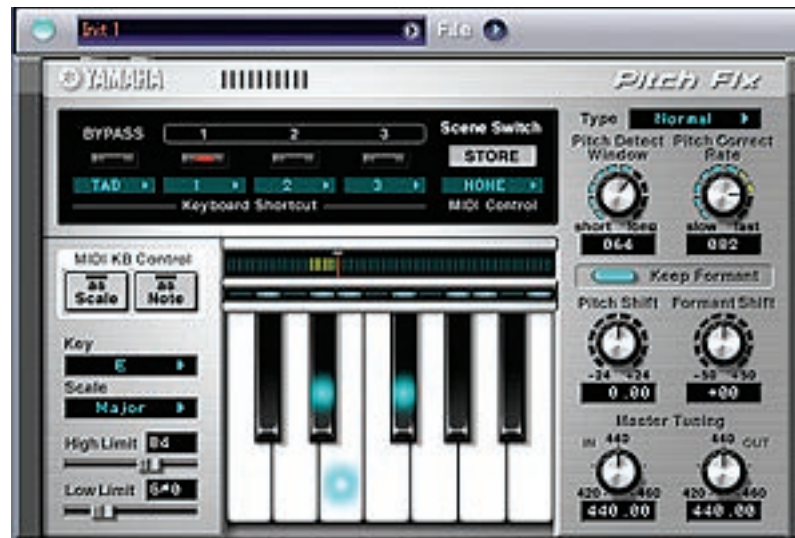 Init 1
File
YAMAHA
Pitch Fix
BYPASS 1 2 3
Scene Switch
STORE
TAD 1 2 3 NONE
Keyboard Shortcut
MIDI Control
Type Normal
Pitch Detect Window
Pitch Correct Rate
short long
slow fast
064
002
Keep Formant
Pitch Shift
Formant Shift
-24 +24
-50 +50
0.00
+00
Master Tuning
IN 440
440 OUT
420 460
420 460
440.00
440.00
MIDI KB Control
as Scale
as Note
Key
E
Scale
Major
High Limit
Low Limit